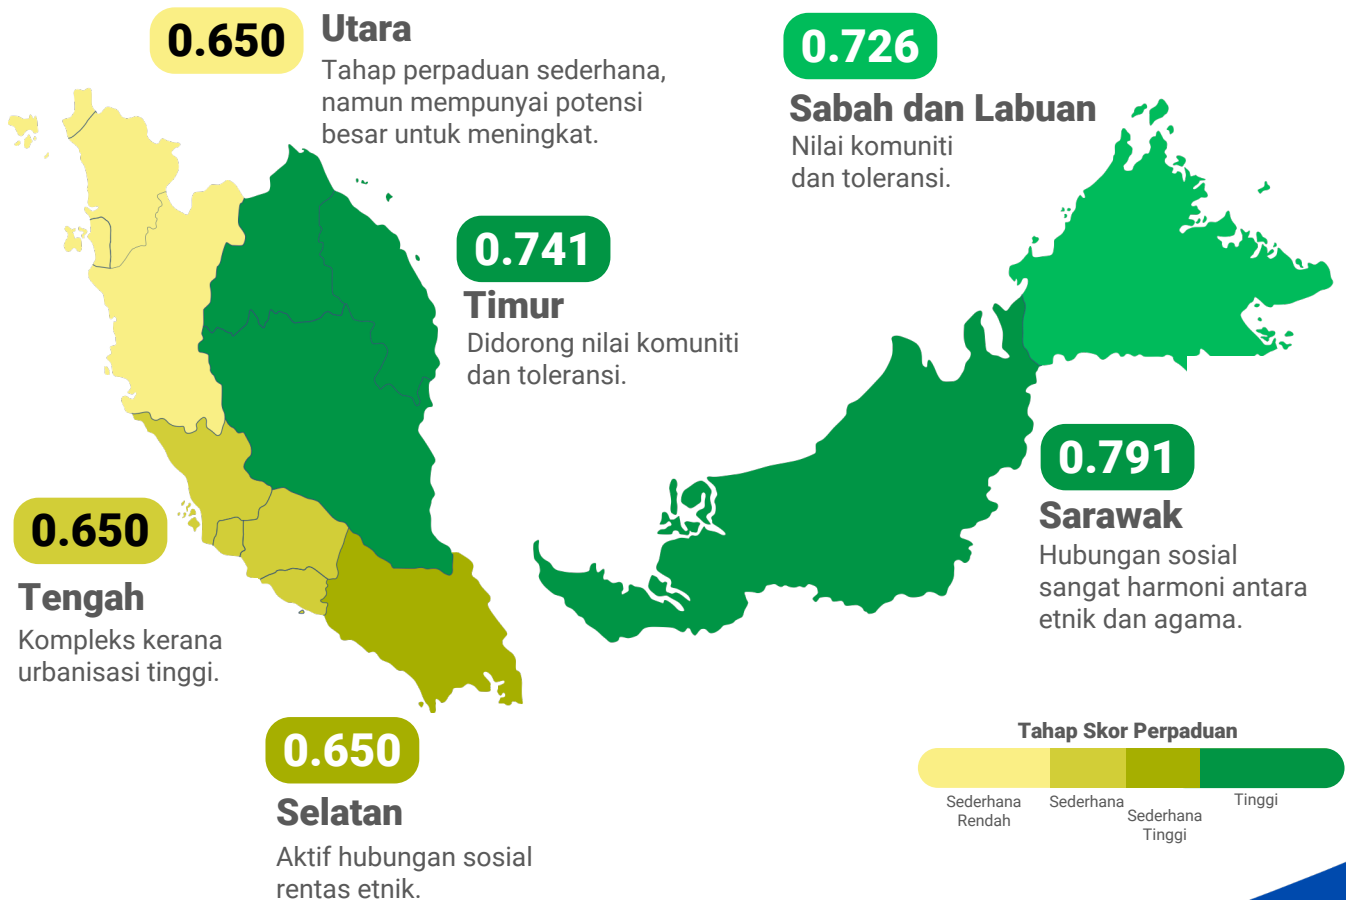 0.650
Utara
Tahap perpaduan sederhana,
namun mempunyai potensi
besar untuk meningkat.
0.726
Sabah dan Labuan
Nilai komuniti
dan toleransi.
0.741
Timur
Didorong nilai komuniti
dan toleransi.
0.791
Sarawak
Hubungan sosial
sangat harmoni antara
etnik dan agama.
0.650
Tengah
Kompleks kerana
urbanisasi tinggi.
0.650
Selatan
Aktif hubungan sosial
rentas etnik.
Tahap Skor Perpaduan
Sederhana
Rendah
Sederhana
Sederhana
Tinggi
Tinggi